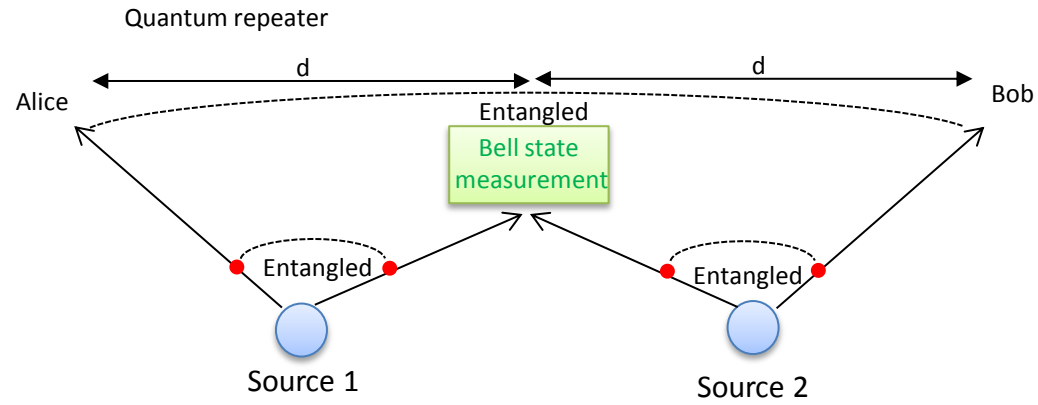 Quantum repeater
d
d
Alice
Bob
Entangled
Bell state
measurement
Entangled
Entangled
Source 1
Source 2